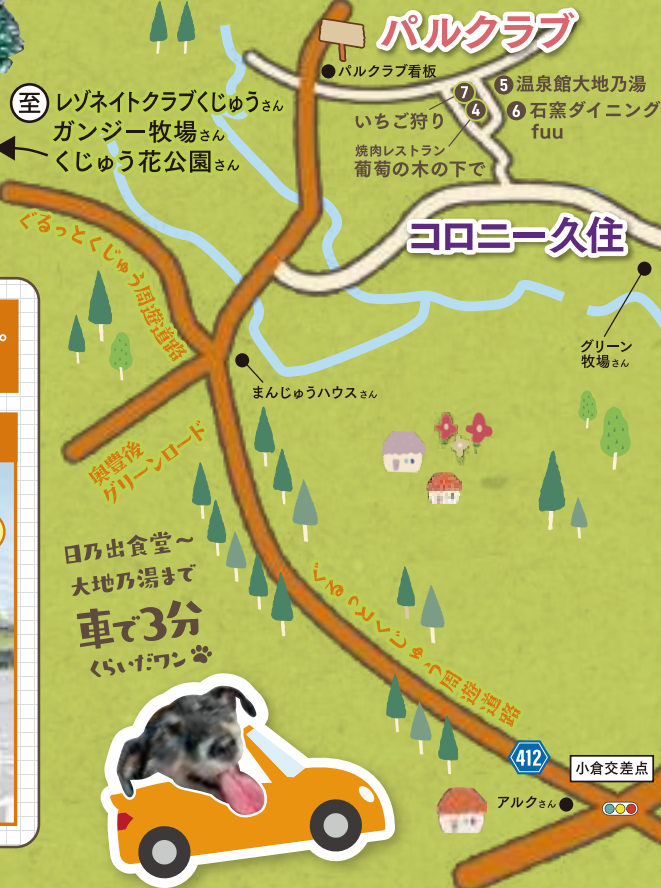 パルクラブ
パルクラブ看板
至 レゾネイトクラブくじゅうさん
ガンジー牧場さん
くじゅう花公園さん
7
4
5 温泉館大地乃湯
6 石窯ダイニング
fuu
いちご狩り
焼肉レストラン
葡萄の木の下で
コロニー久住
ぐるっとくじゅう周遊道路
グリーン
牧場さん
まんじゅうハウスさん
奥豊後
グリーンロード
日乃出食堂〜
大地乃湯まで
車で3分
くらいだワン
ぐるっとくじゅう周遊道路
412
小倉交差点
アルクさん